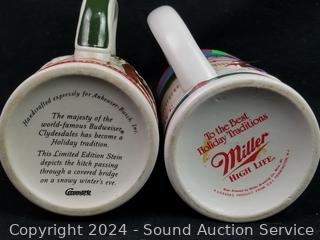 Handcrafted expressly for Anheuser-Busch, Inc.
The majesty of the
world-famous Budweiser
Clydesdales has become a
Holiday tradition.
This Limited Edition Stein
depicts the hitch passing
through a covered bridge
on a snowy winter's eve.
To the Best
Holiday Traditions
Miller
HIGH LIFE.
Copyright 2024 - Sound Auction Service